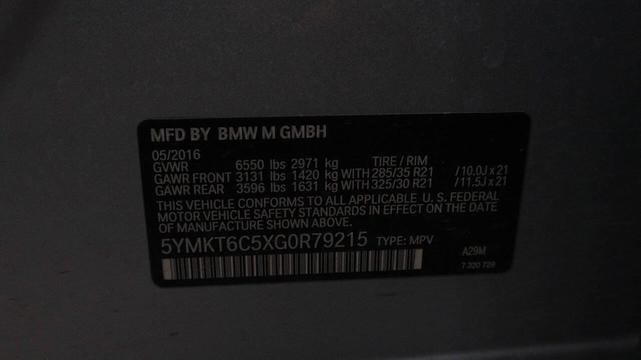 MFD BY BMW M GMBH
05/2016
GVWR 6550 lbs 2971 kg TIRE / RIM
GAWR FRONT 3131 lbs 1420 kg WITH 285/35 R21 /10.0J x 21
GAWR REAR 3596 lbs 1631 kg WITH 325/30 R21 /11.5J x 21
THIS VEHICLE CONFORMS TO ALL APPLICABLE U. S. FEDERAL
MOTOR VEHICLE SAFETY STANDARDS IN EFFECT ON THE
DATE OF MANUFACTURE SHOWN ABOVE.
5YMKT6C5XG0R79215 TYPE: MPV
A29M
7 320 728